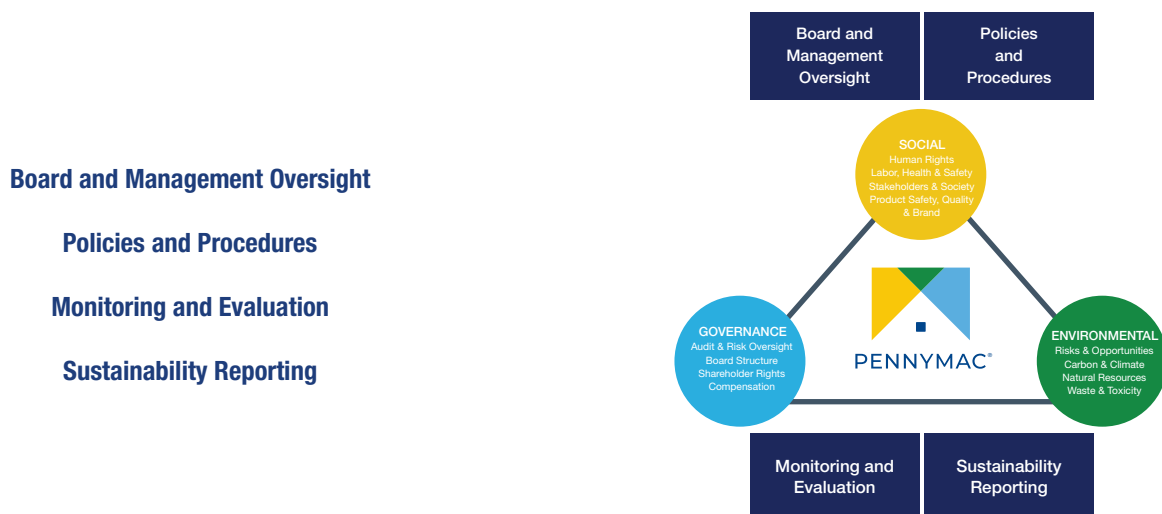 Board and Management Oversight
Policies and Procedures
Monitoring and Evaluation
Sustainability Reporting
Board and
Management
Oversight
Policies
and
Procedures
SOCIAL
Human Rights
Labor, Health & Safety
Stakeholders & Society
Product Safety, Quality
& Brand
PENNYMAC®
GOVERNANCE
Audit & Risk Oversight
Board Structure
Shareholder Rights
Compensation
ENVIRONMENTAL
Risks & Opportunities
Carbon & Climate
Natural Resources
Waste & Toxicity
Monitoring and
Evaluation
Sustainability
Reporting